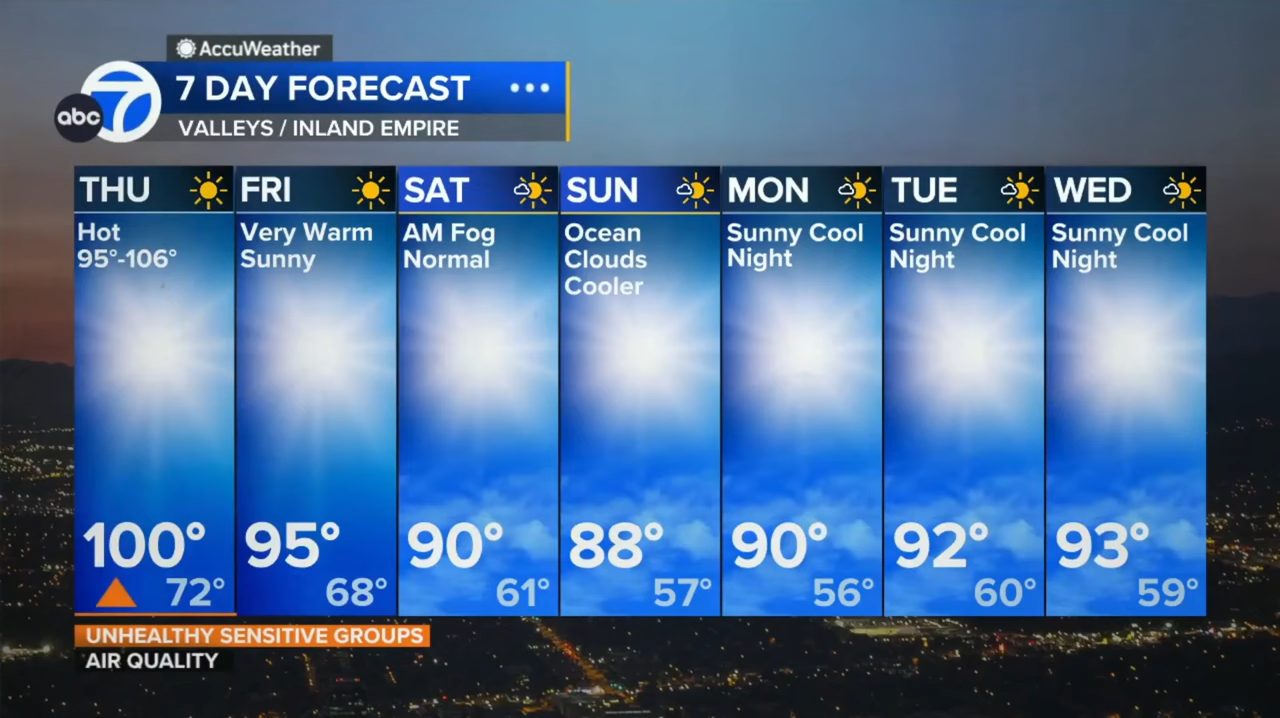 AccuWeather
abc 7
7 DAY FORECAST
VALLEYS / INLAND EMPIRE
THU
Hot
95°-106°
100°
72°
FRI
Very Warm
Sunny
95°
68°
SAT
AM Fog
Normal
90°
61°
SUN
Ocean
Clouds
Cooler
88°
57°
MON
Sunny Cool
Night
90°
56°
TUE
Sunny Cool
Night
92°
60°
WED
Sunny Cool
Night
93°
59°
UNHEALTHY SENSITIVE GROUPS
AIR QUALITY